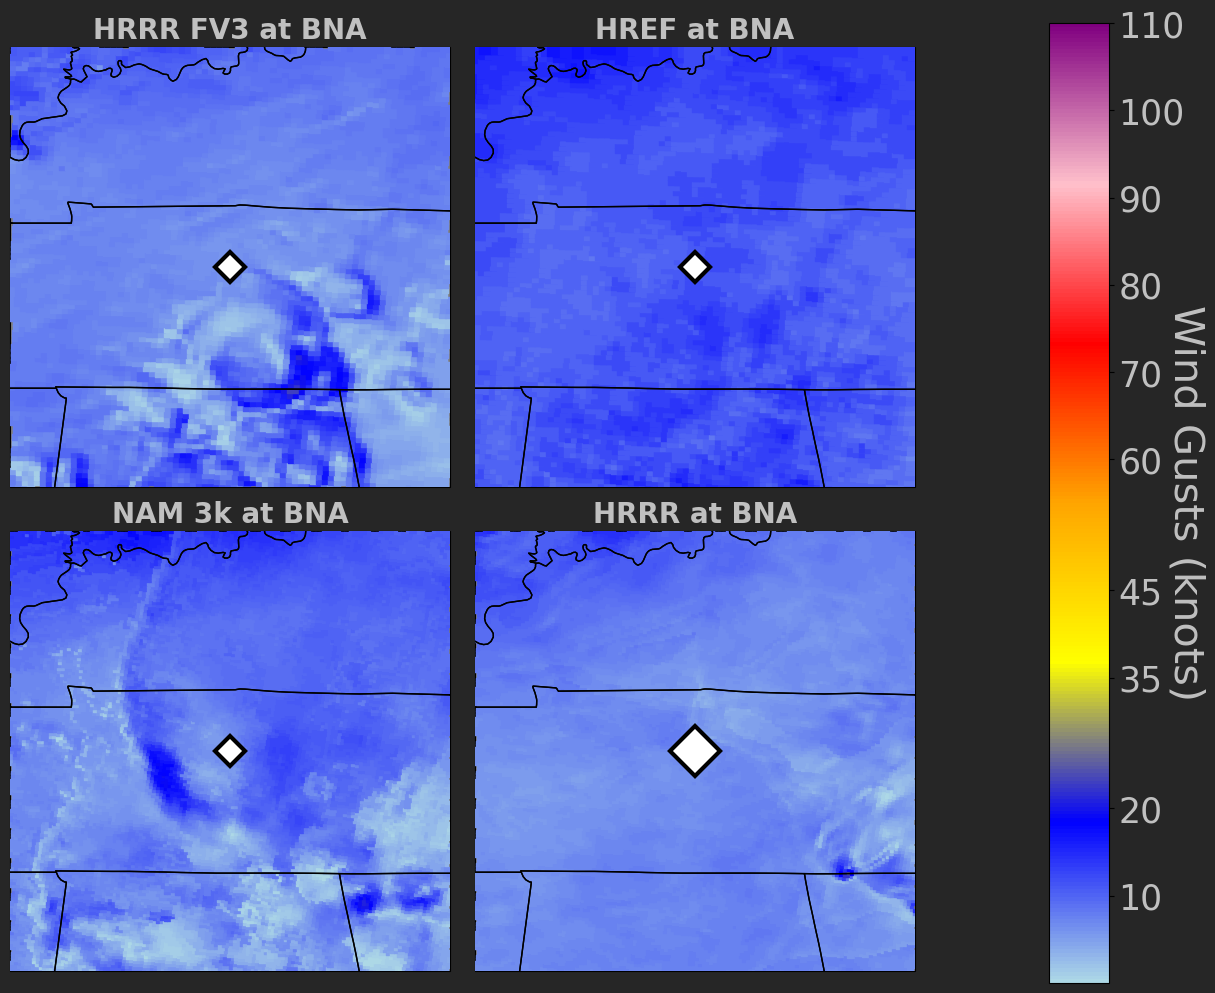 HRRR FV3 at BNA
HREF at BNA
NAM 3k at BNA
HRRR at BNA
110
100
90
80
70
60
45
35
20
10
Wind Gusts (knots)